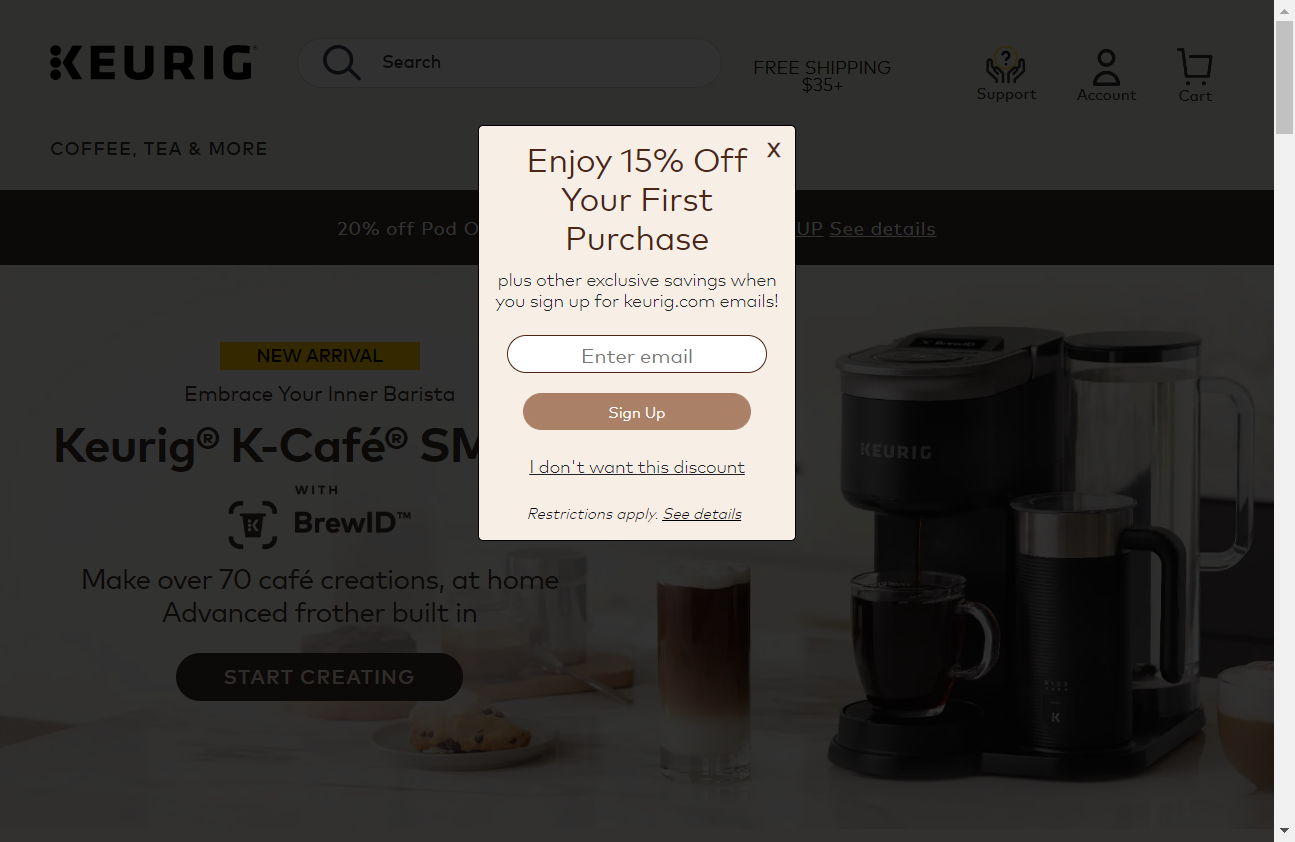 KEURIG
Search
FREE SHIPPING
$35+
Support
Account
Cart
COFFEE, TEA & MORE
20% off Pod O
UP See details
X
Enjoy 15% Off
Your First
Purchase
plus other exclusive savings when
you sign up for keurig.com emails!
Enter email
Sign Up
I don't want this discount
Restrictions apply. See details
NEW ARRIVAL
Embrace Your Inner Barista
Keurig® K-Café® SM
WITH
BrewID™
Make over 70 café creations, at home
Advanced frother built in
START CREATING
BrewID
KEURIG